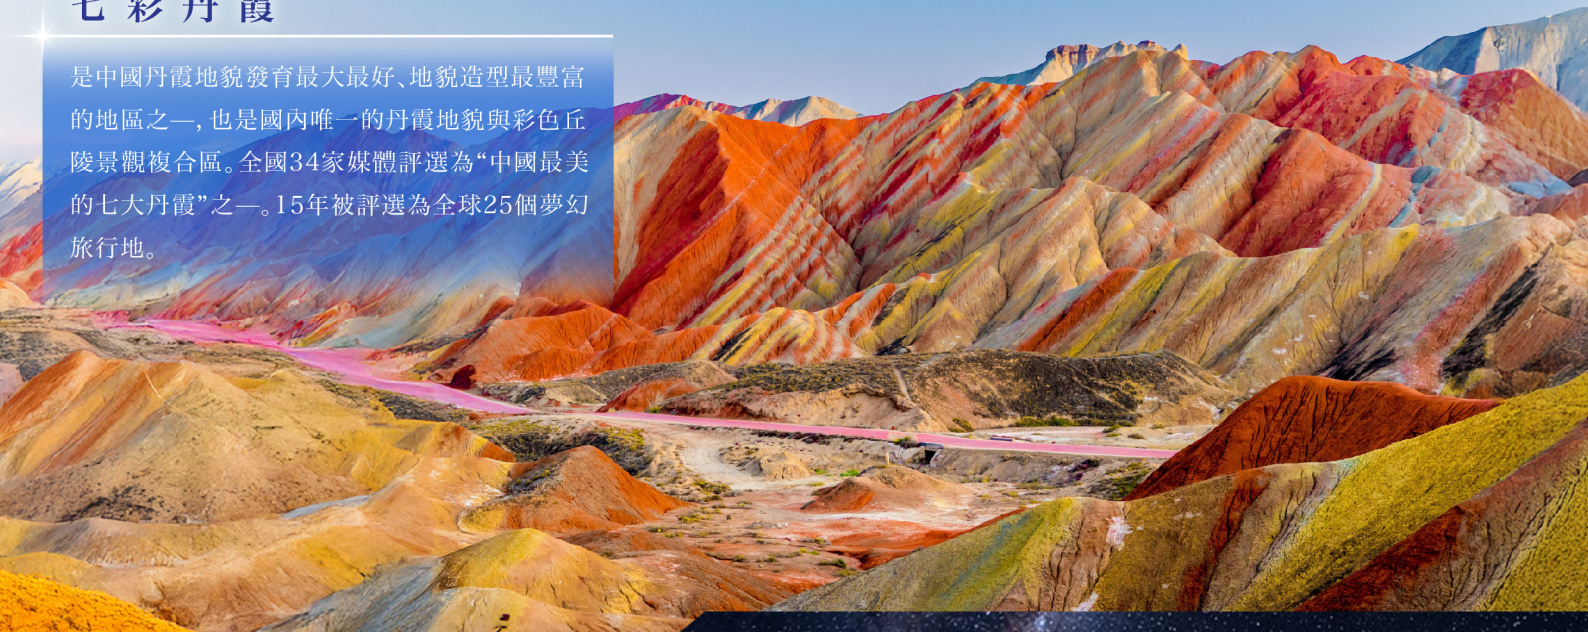 七彩丹霞
是中國丹霞地貌發育最大最好、地貌造型最豐富
的地區之—,也是國內唯一的丹霞地貌與彩色丘
陵景觀複合區。全國34家媒體評選為“中國最美
的七大丹霞”之—。15年被評選為全球25個夢幻
旅行地。